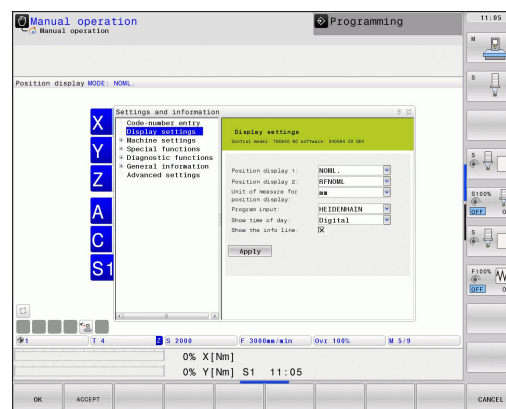 Manual operation
Manual operation
Programming
11:05
Position display MODE: NOML.
M
S
S
S100%
OFF
S
F100%
OFF
X
Y
Z
A
C
S1
Settings and information
Code-number entry
Display settings
Machine settings
Special functions
Diagnostic functions
General information
Advanced settings
Display settings
Position display 1: NOML.
Position display 2: RFNOML
Unit of measure for position display: mm
Program input: HEIDENHAIN
Show time of day: Digital
Show the info line: X
Apply
1 T 4 Z S 2000 F 3000mm/min Ovr 100% M 5/9
0% X[Nm]
0% Y[Nm] S1 11:05
OK ACCEPT CANCEL